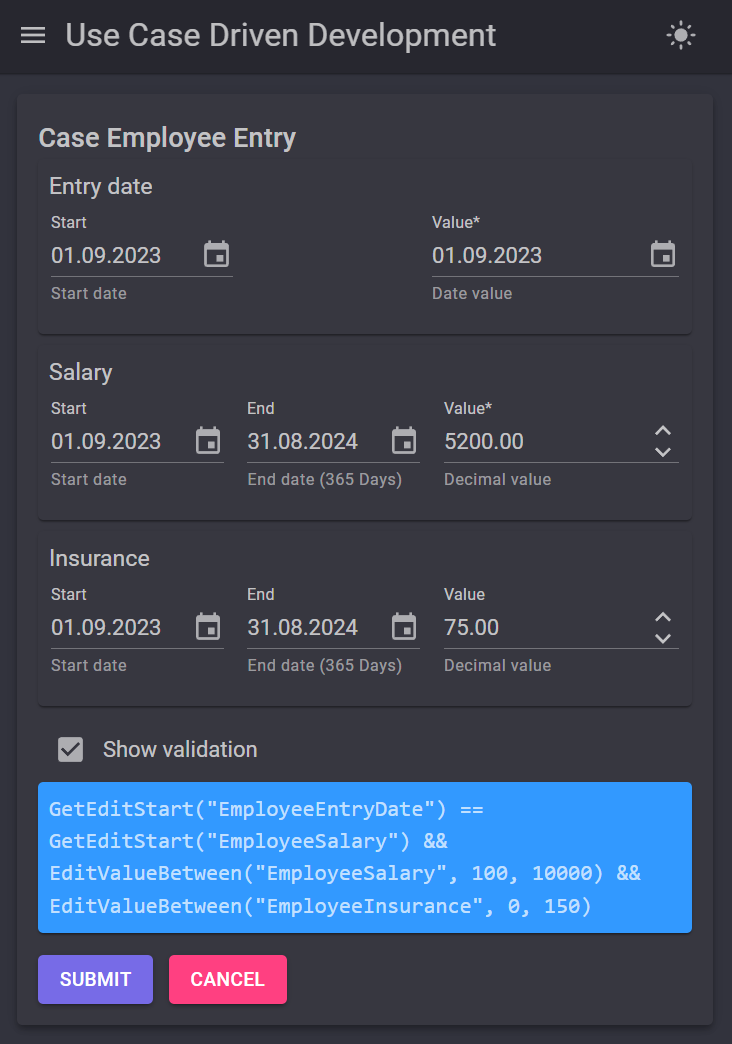 Use Case Driven Development
Case Employee Entry
Entry date
Start Value*
01.09.2023 01.09.2023
Start date Date value
Salary
Start End Value*
01.09.2023 31.08.2024 5200.00
Start date End date (365 Days) Decimal value
Insurance
Start End Value
01.09.2023 31.08.2024 75.00
Start date End date (365 Days) Decimal value
Show validation
GetEditStart("EmployeeEntryDate") ==
GetEditStart("EmployeeSalary") &&
EditValueBetween("EmployeeSalary", 100, 10000) &&
EditValueBetween("EmployeeInsurance", 0, 150)
SUBMIT CANCEL